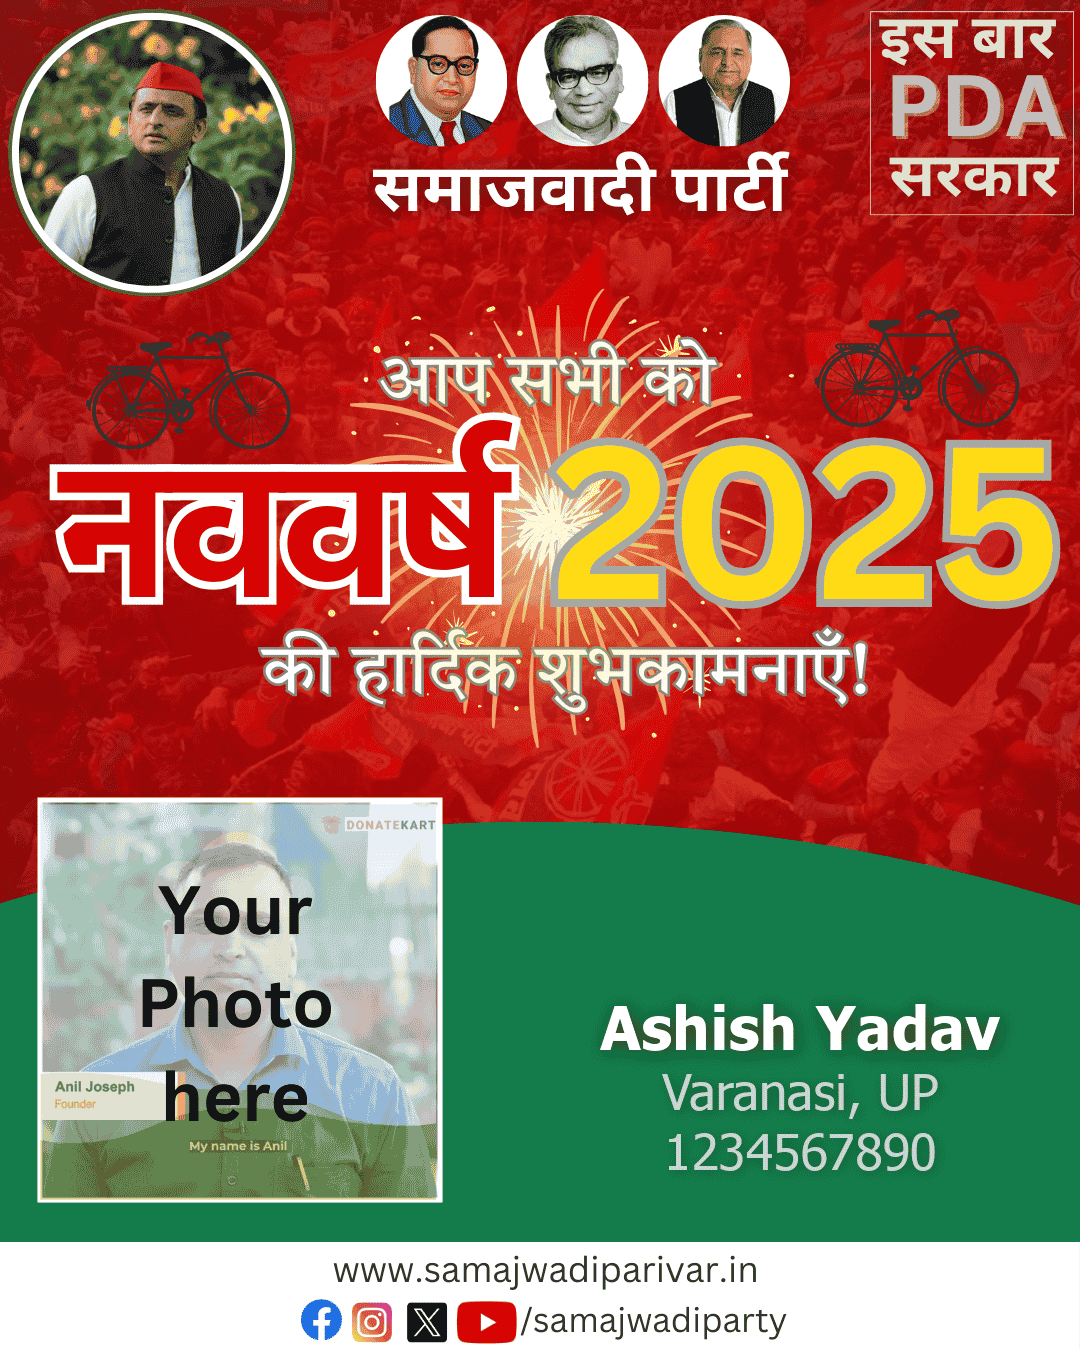 समाजवादी पार्टी
इस बार
PDA
सरकार
आप सभी को
नववर्ष 2025
की हार्दिक शुभकामनाएँ!
DONATEKART
Your
Photo
here
Anil Joseph
Founder
My name is Anil
Ashish Yadav
Varanasi, UP
1234567890
www.samajwadiparivar.in
/samajwadiparty